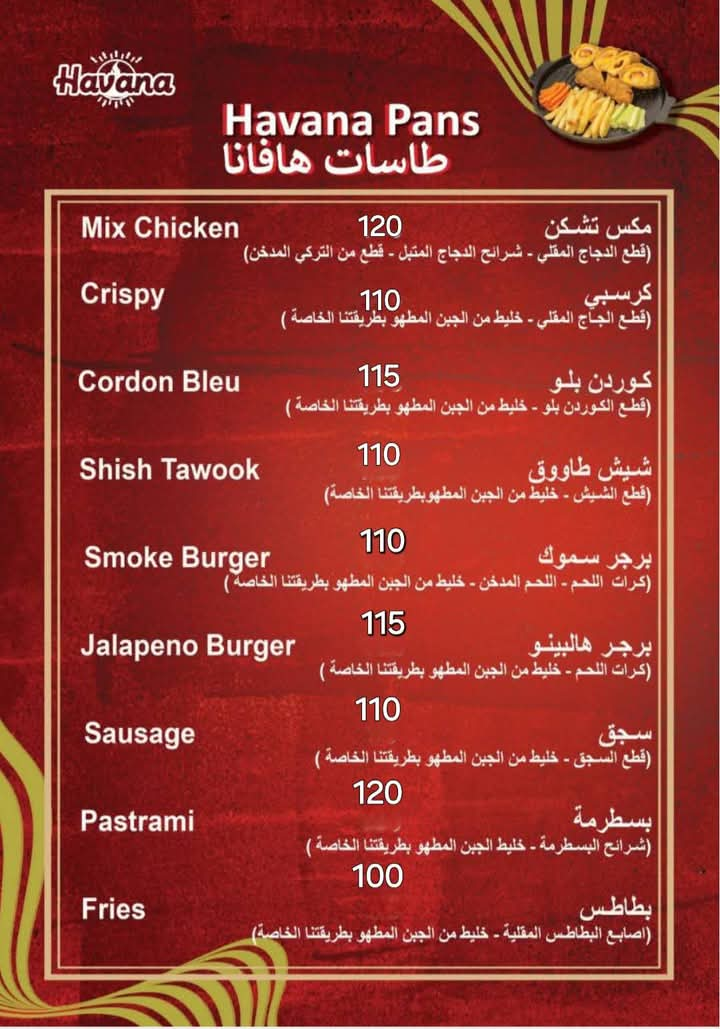 Havana
Havana Pans
طاسات هافانا
Mix Chicken 120 مكس تشكن
(قطع الدجاج المقلي - شرائح الدجاج المتبل - قطع من التركي المدخن)
Crispy 110 كرسبي
(قطع الجاج المقلي - خليط من الجبن المطهو بطريقتنا الخاصة )
Cordon Bleu 115 كوردن بلو
(قطع الكوردن بلو - خليط من الجبن المطهو بطريقتنا الخاصة )
Shish Tawook 110 شيش طاووق
(قطع الشيش - خليط من الجبن المطهوبطريقتنا الخاصة)
Smoke Burger 110 برجر سموك
(كرات اللحم - اللحم المدخن - خليط من الجبن المطهو بطريقتنا الخاصة )
Jalapeno Burger 115 برجر هالبينو
(كرات اللحم - خليط من الجبن المطهو بطريقتنا الخاصة )
Sausage 110 سجق
(قطع السجق - خليط من الجبن المطهو بطريقتنا الخاصة )
Pastrami 120 بسطرمة
(شرائح البسطرمة - خليط الجبن المطهو بطريقتنا الخاصة )
Fries 100 بطاطس
(اصابع البطاطس المقلية - خليط من الجبن المطهو بطريقتنا الخاصة)